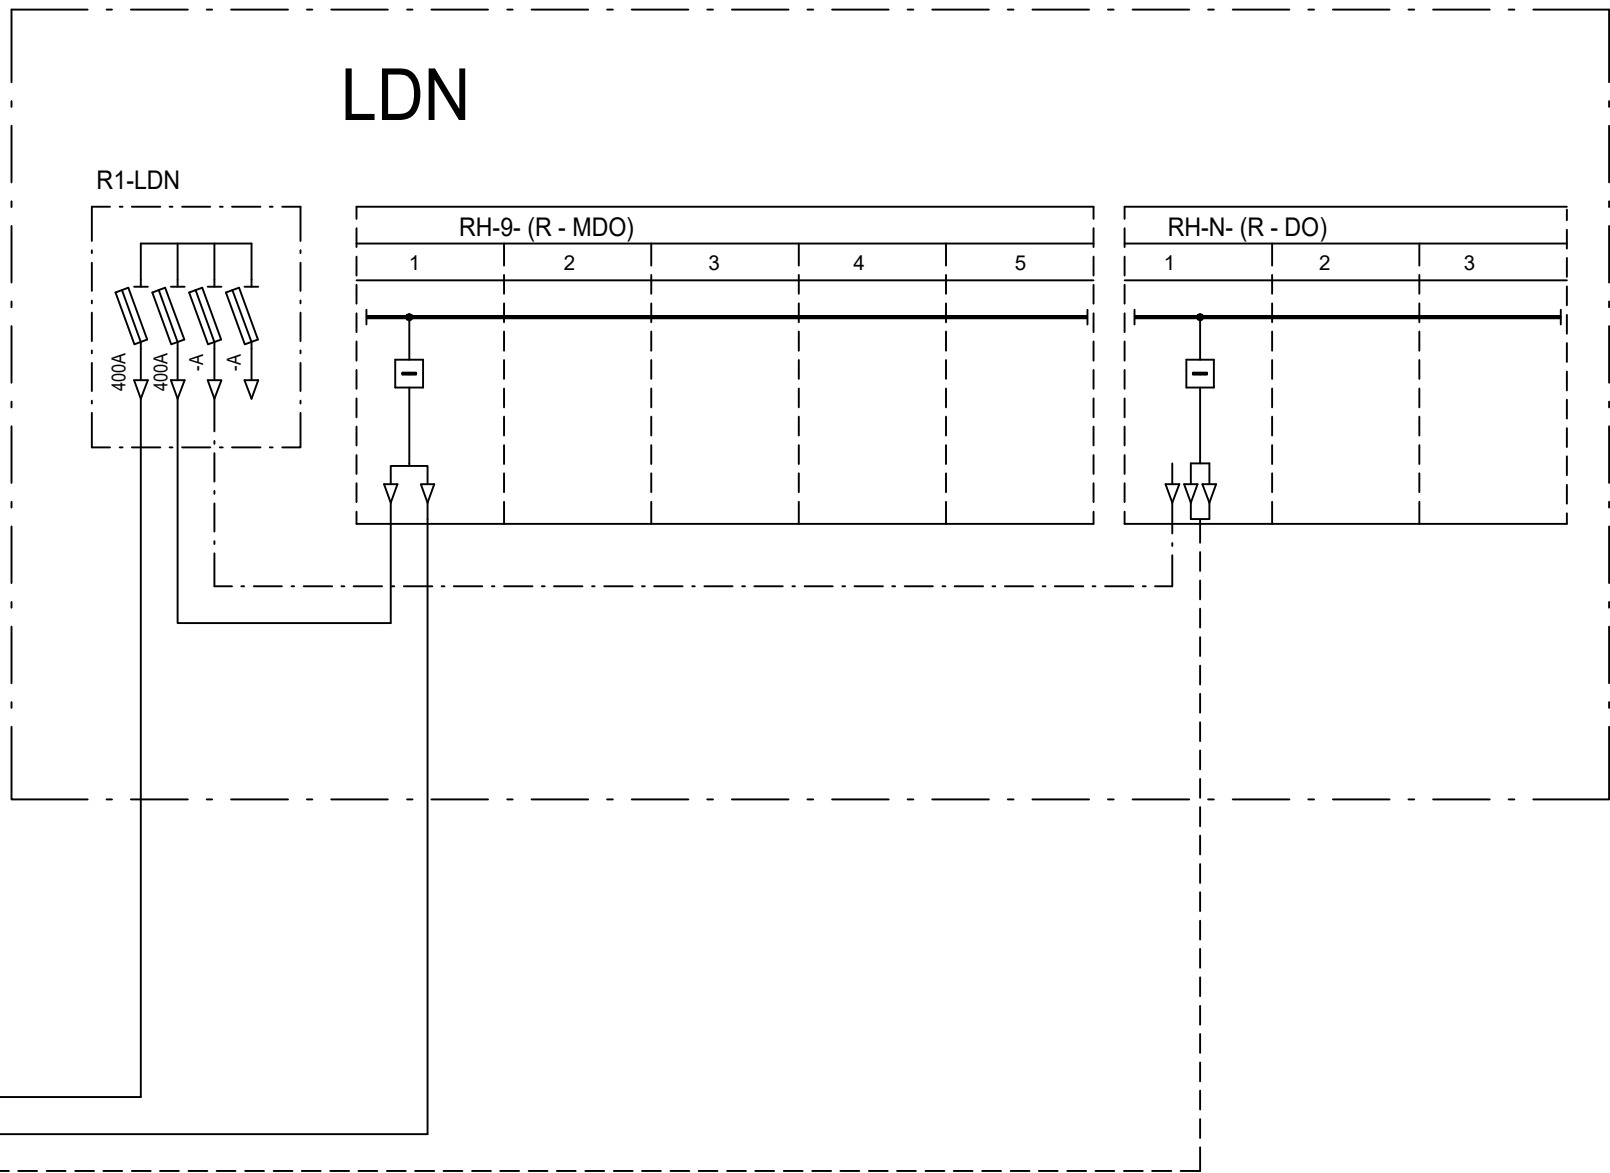 LDN
R1-LDN
RH-9- (R - MDO)
RH-N- (R - DO)
1 2 3 4 5
1 2 3
400A
400A
-A
-A